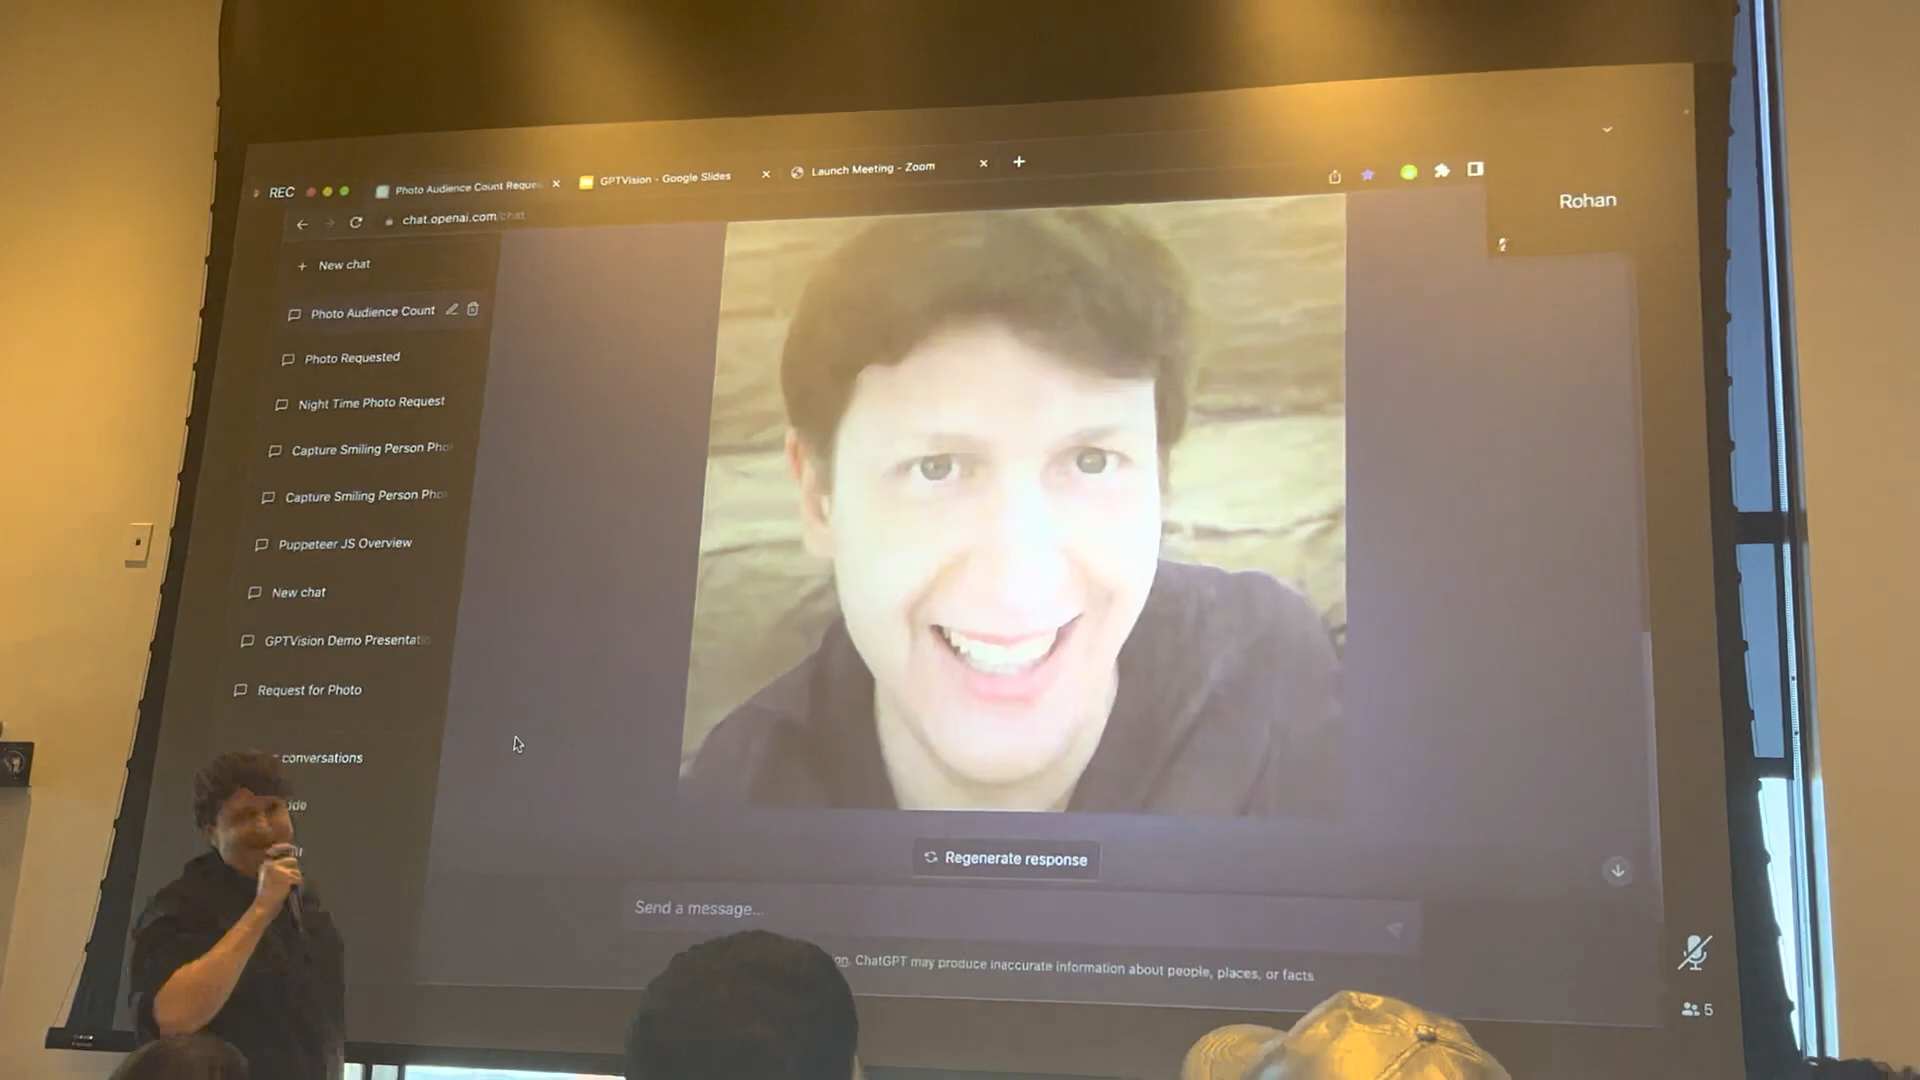 REC
Photo Audience Count Reques
GPTVision - Google Slides
Launch Meeting - Zoom
chat.openai.com/chat
Rohan
+ New chat
Photo Audience Count
Photo Requested
Night Time Photo Request
Capture Smiling Person Pho
Capture Smiling Person Pho
Puppeteer JS Overview
New chat
GPTVision Demo Presentatio
Request for Photo
conversations
Regenerate response
Send a message...
ChatGPT may produce inaccurate information about people, places, or facts
5